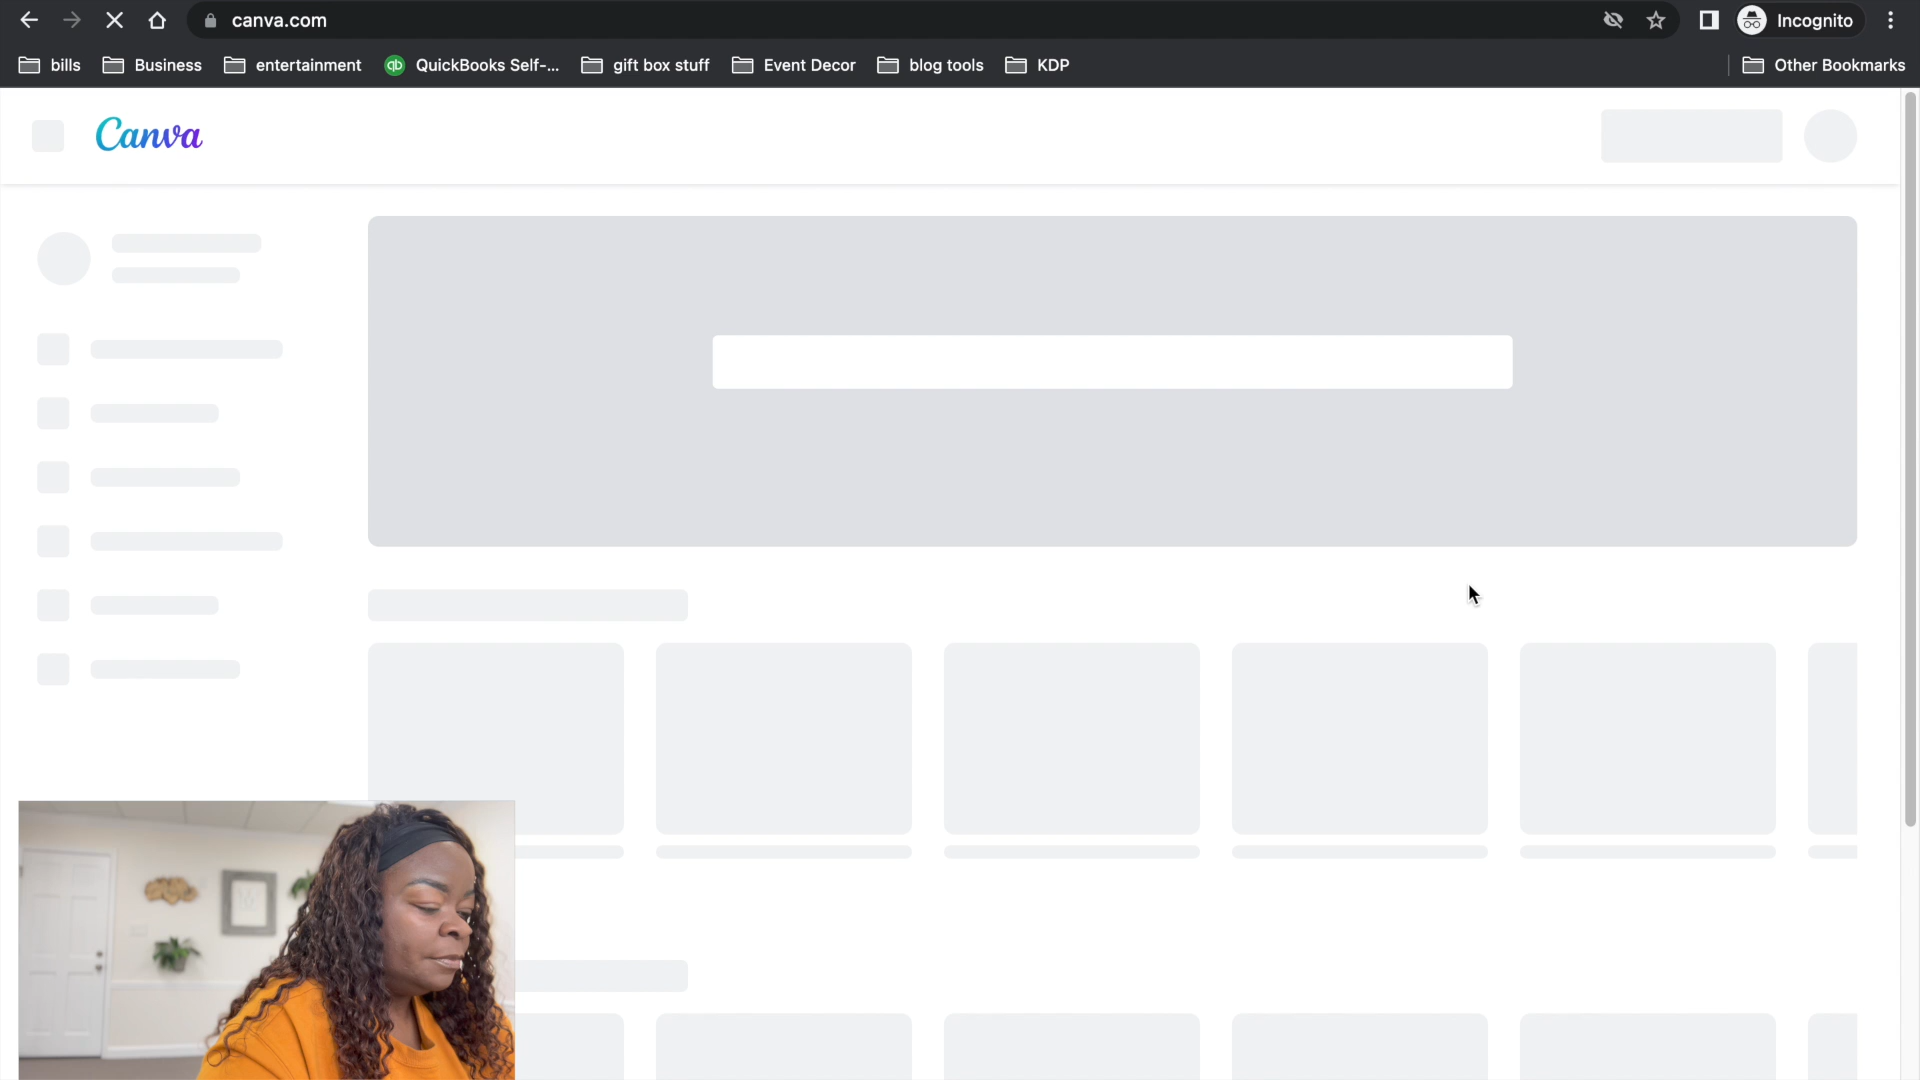 canva.com
Incognito
bills
Business
entertainment
qb
QuickBooks Self-...
gift box stuff
Event Decor
blog tools
KDP
Other Bookmarks
Canva